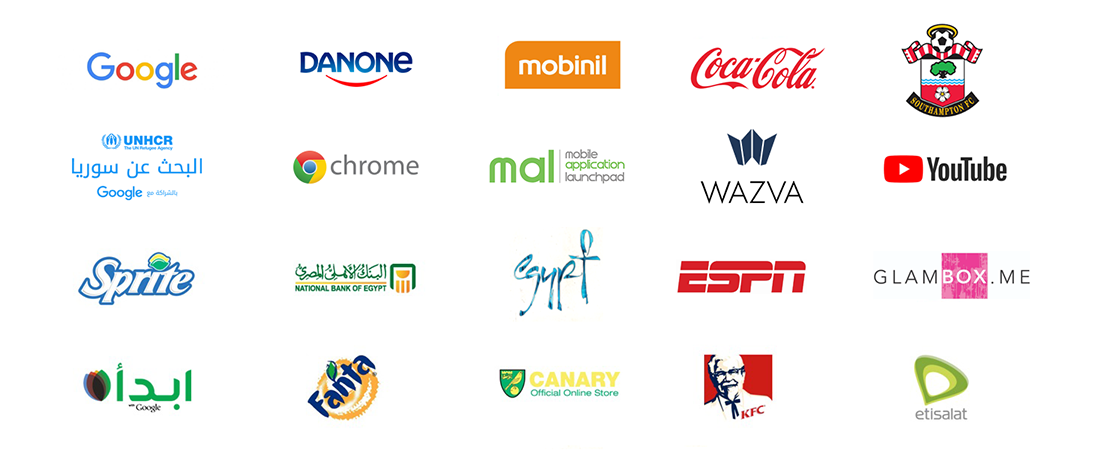 Google
DANONE
mobinil
Coca-Cola
SOUTHAMPTON FC
UNHCR
The UN Refugee Agency
البحث عن سوريا
بالشراكة مع Google
chrome
mal
mobile
application
launchpad
WAZVA
YouTube
Sprite
البنك الأهلي المصري
NATIONAL BANK OF EGYPT
egypt
ESPN
GLAMBOX.ME
ابدأ
with Google
Fanta
CANARY
Official Online Store
KFC
etisalat